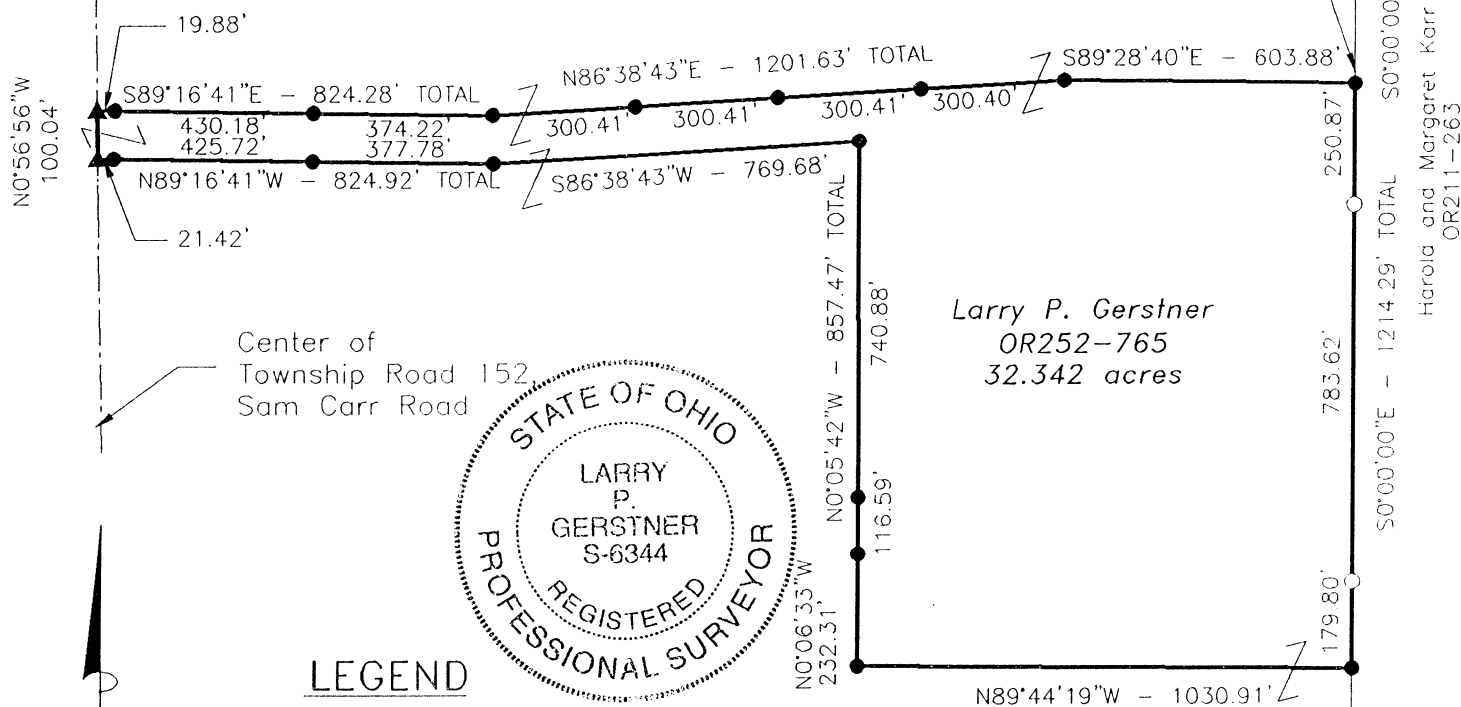 19.88'
S89°16'41"E - 824.28' TOTAL
N86°38'43"E - 1201.63' TOTAL
S89°28'40"E - 603.88'
S0°00'00
Harold and Margaret Karr
OR211-263
N0°56'56"W
100.04'
430.18'
374.22'
300.41'
300.41'
300.41'
300.40'
250.87'
425.72'
377.78'
N89°16'41"W - 824.92' TOTAL
S86°38'43"W - 769.68'
21.42'
N0°05'42"W - 857.47' TOTAL
740.88'
116.59'
Larry P. Gerstner
OR252-765
32.342 acres
783.62'
S0°00'00"E - 1214.29' TOTAL
Center of
Township Road 152,
Sam Carr Road
STATE OF OHIO
LARRY
P.
GERSTNER
S-6344
REGISTERED
PROFESSIONAL SURVEYOR
N0°06'33"W
232.31'
179.80'
N89°44'19"W - 1030.91'
LEGEND